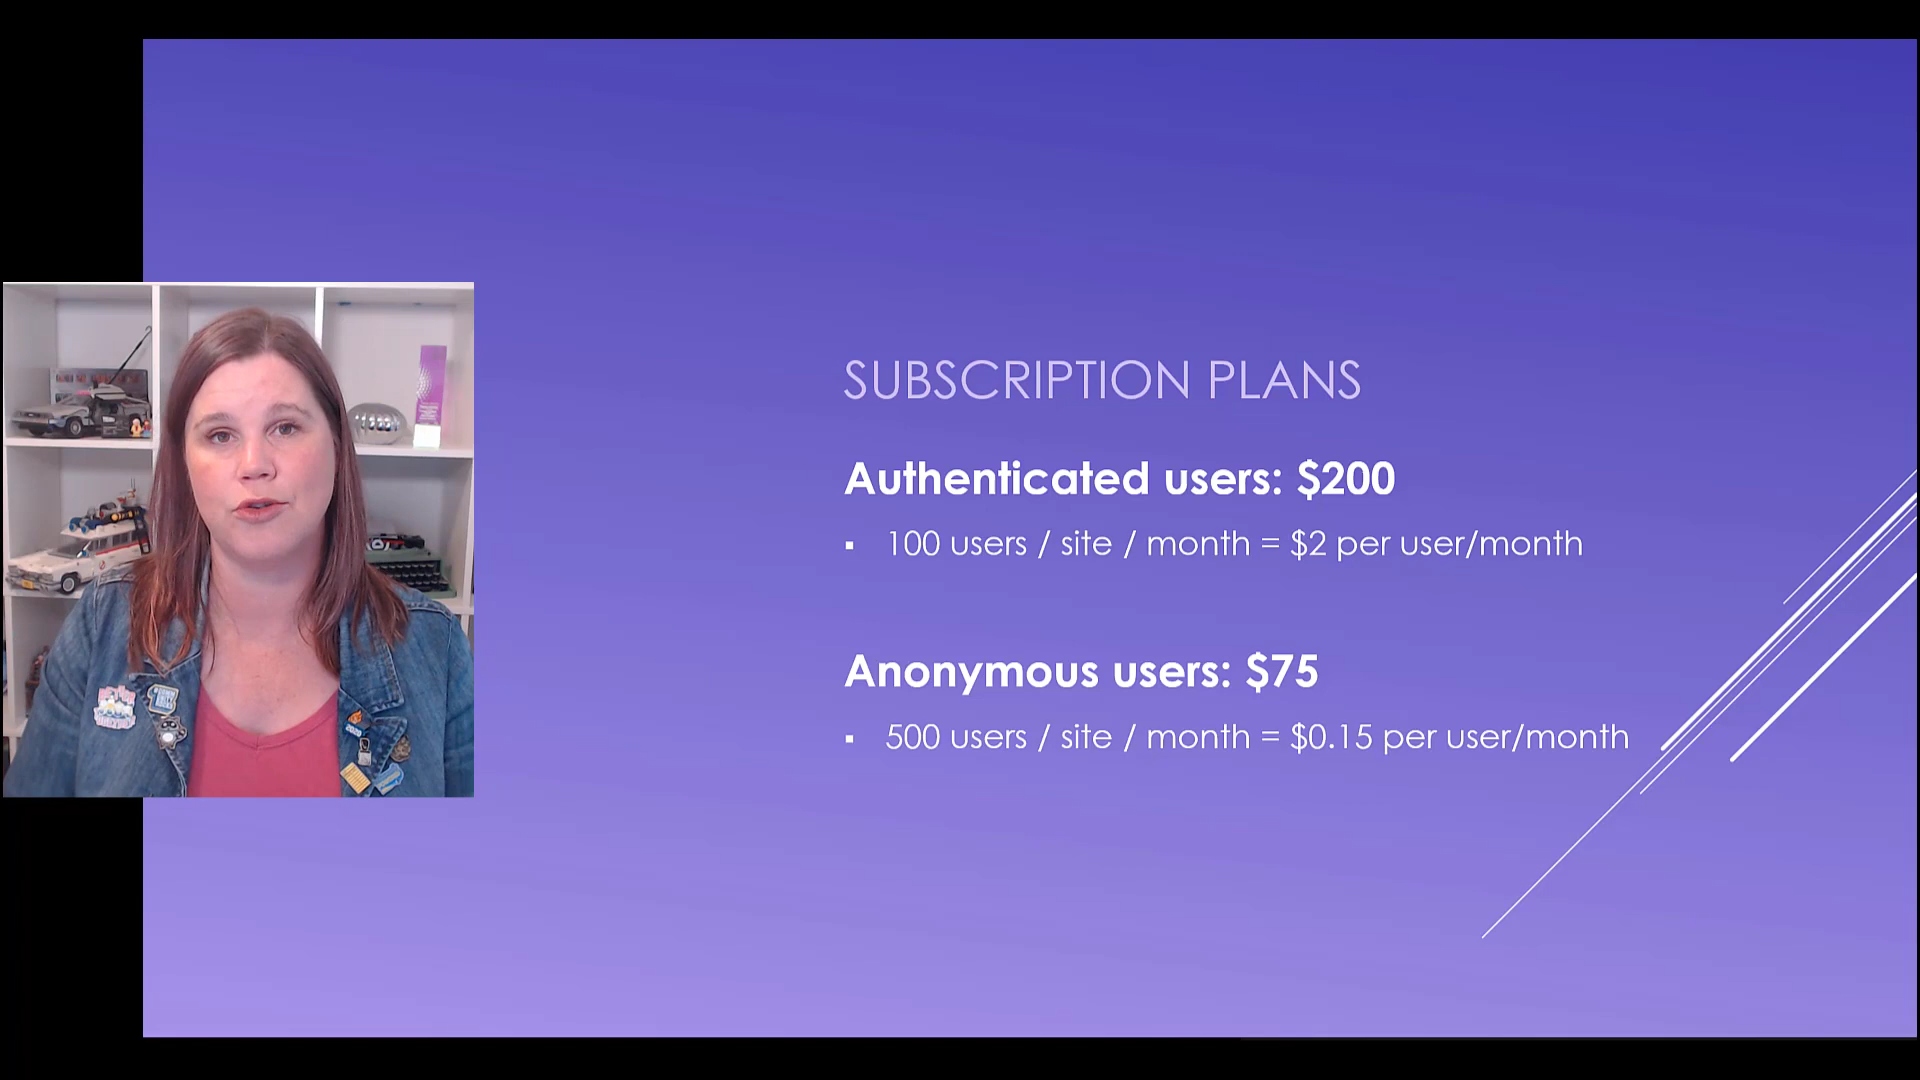 SUBSCRIPTION PLANS
Authenticated users: $200
▪ 100 users / site / month = $2 per user/month
Anonymous users: $75
▪ 500 users / site / month = $0.15 per user/month
2020